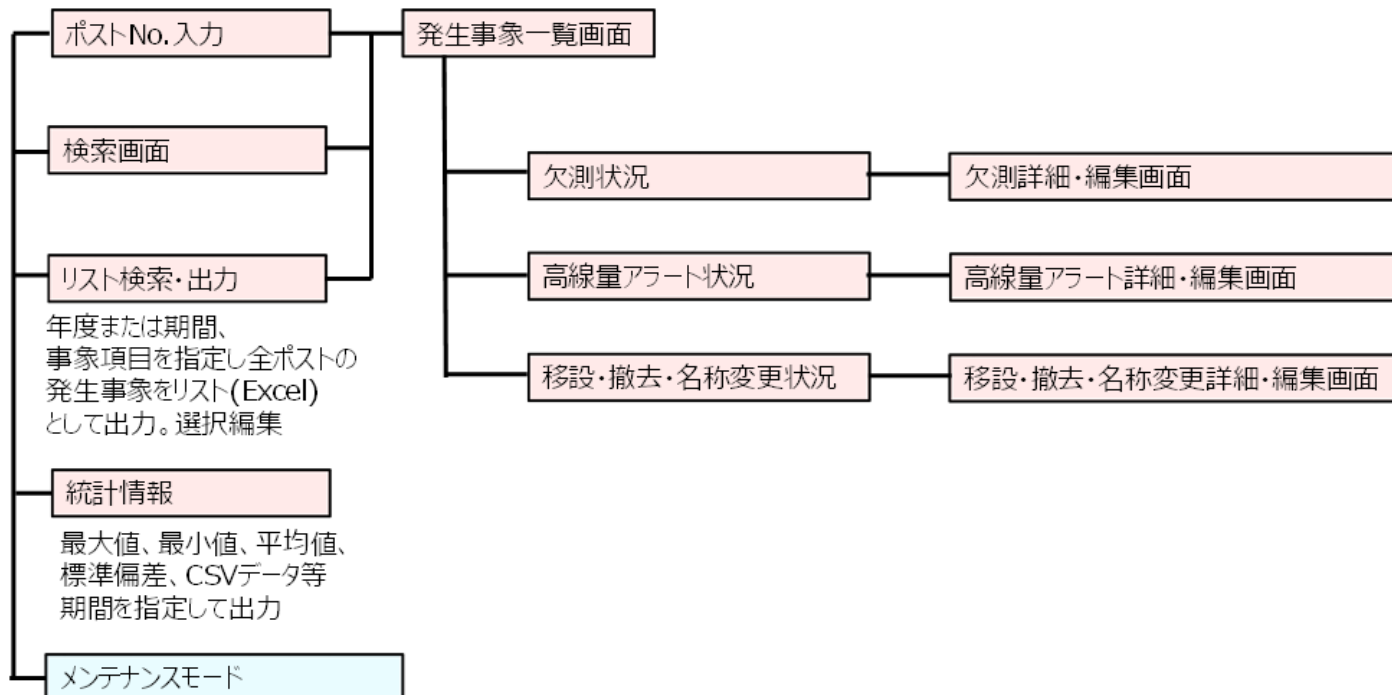 ポストNo.入力
発生事象一覧画面
検索画面
欠測状況
欠測詳細・編集画面
リスト検索・出力
高線量アラート状況
高線量アラート詳細・編集画面
年度または期間、
事象項目を指定し全ポストの
発生事象をリスト(Excel)
として出力。選択編集
移設・撤去・名称変更状況
移設・撤去・名称変更詳細・編集画面
統計情報
最大値、最小値、平均値、
標準偏差、CSVデータ等
期間を指定して出力
メンテナンスモード